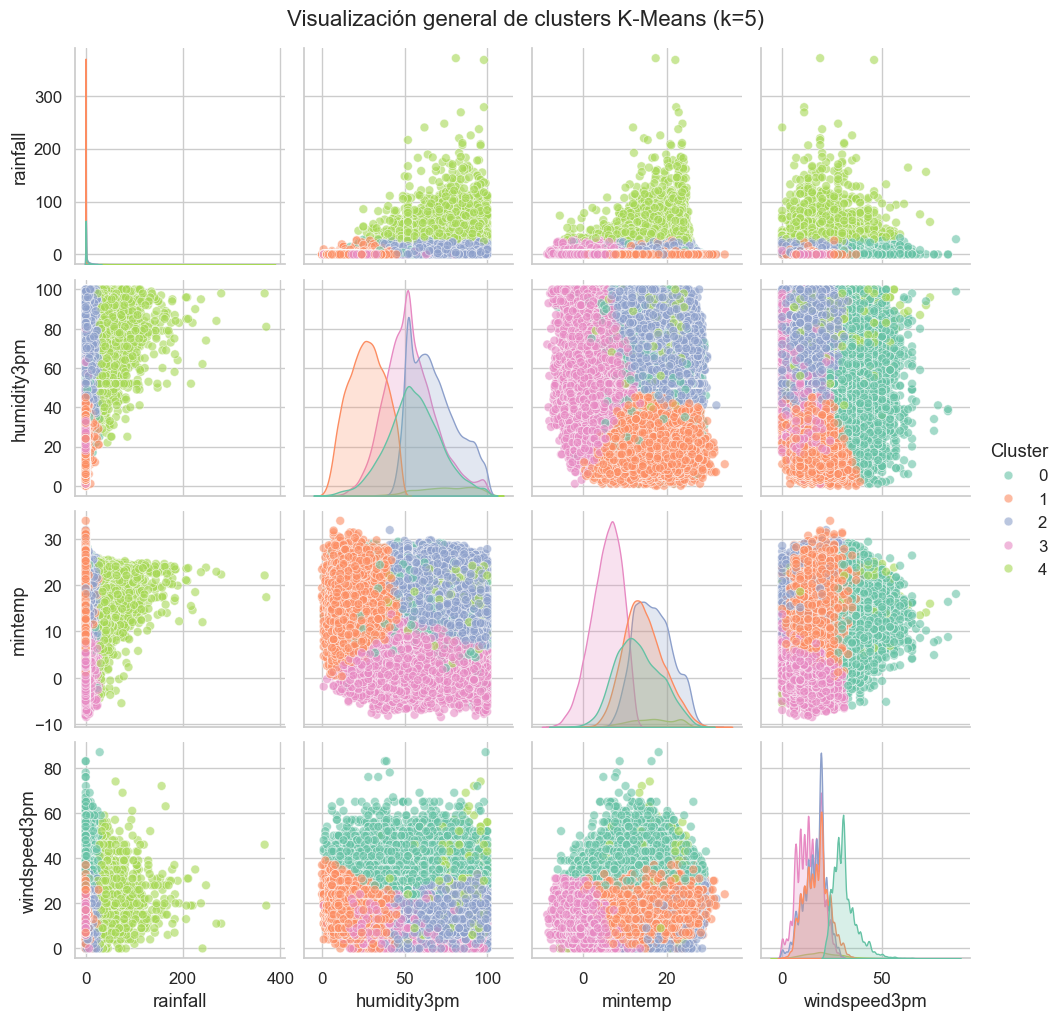 Visualización general de clusters K-Means (k=5)
rainfall
300
200
100
0
humidity3pm
100
80
60
40
20
0
mintemp
30
20
10
0
−10
windspeed3pm
80
60
40
20
0
0 200 400
rainfall
0 50 100
humidity3pm
0 20
mintemp
0 50
windspeed3pm
Cluster
0
1
2
3
4